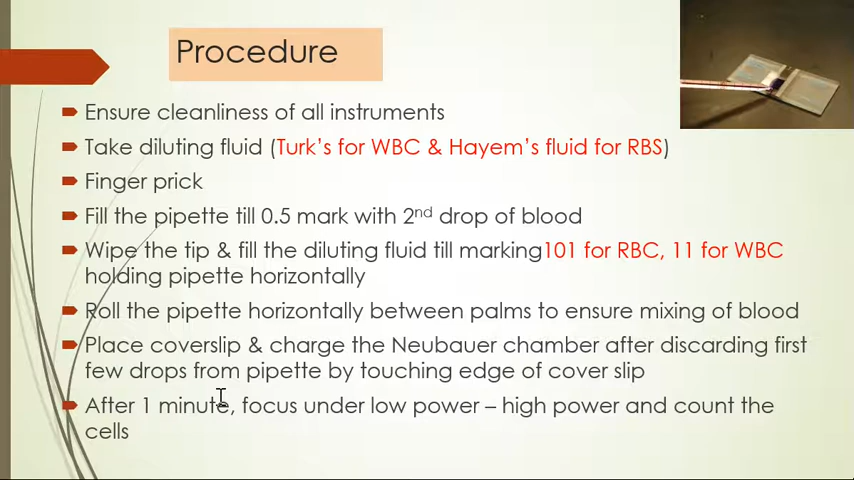 Procedure
Ensure cleanliness of all instruments
Take diluting fluid (Turk's for WBC & Hayem's fluid for RBS)
Finger prick
Fill the pipette till 0.5 mark with 2nd drop of blood
Wipe the tip & fill the diluting fluid till marking101 for RBC, 11 for WBC
holding pipette horizontally
Roll the pipette horizontally between palms to ensure mixing of blood
Place coverslip & charge the Neubauer chamber after discarding first
few drops from pipette by touching edge of cover slip
After 1 minute, focus under low power – high power and count the
cells